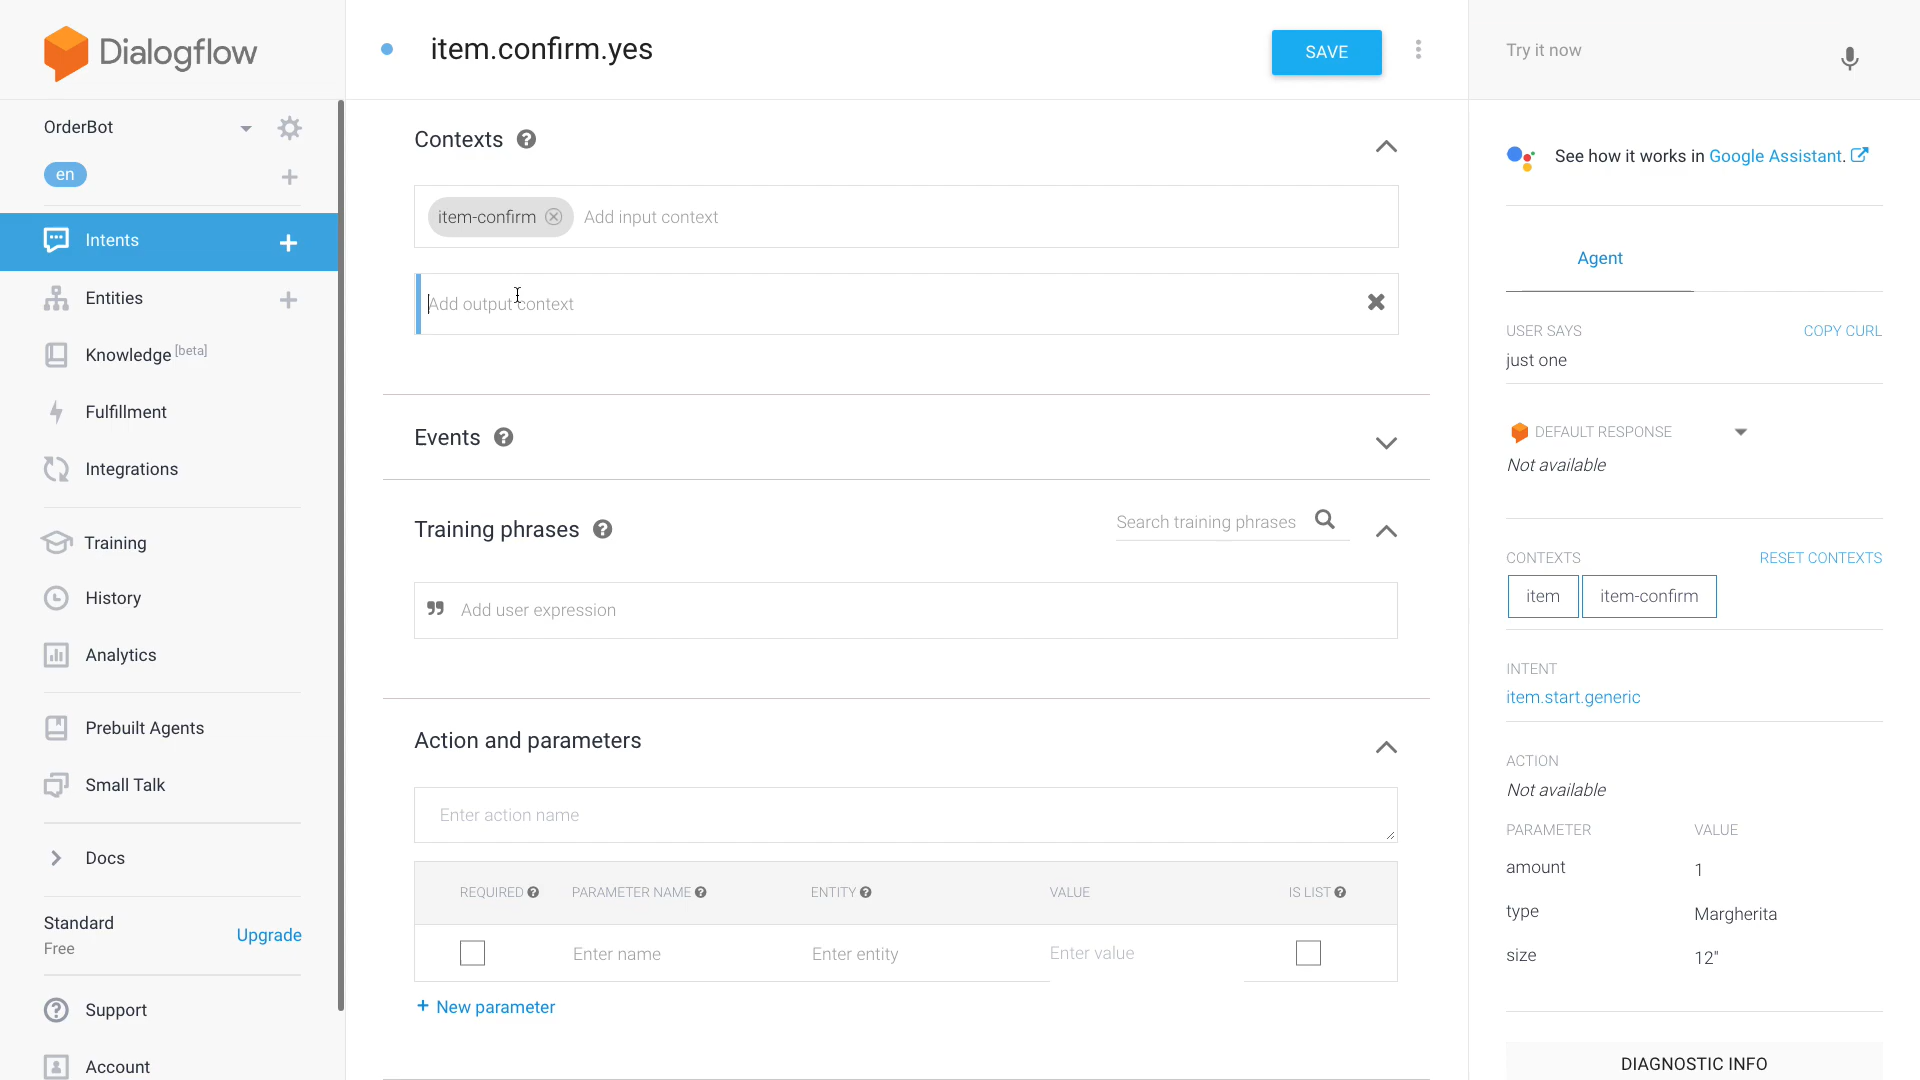 Dialogflow
OrderBot
en
Intents
Entities
Knowledge [beta]
Fulfillment
Integrations
Training
History
Analytics
Prebuilt Agents
Small Talk
Docs
Standard
Free
Upgrade
Support
Account
item.confirm.yes
SAVE
Contexts
item-confirm Add input context
Add output context
Events
Training phrases
Search training phrases
Add user expression
Action and parameters
Enter action name
REQUIRED PARAMETER NAME ENTITY VALUE IS LIST
Enter name Enter entity Enter value
+ New parameter
Try it now
See how it works in Google Assistant.
Agent
USER SAYS COPY CURL
just one
DEFAULT RESPONSE
Not available
CONTEXTS RESET CONTEXTS
item item-confirm
INTENT
item.start.generic
ACTION
Not available
PARAMETER VALUE
amount 1
type Margherita
size 12"
DIAGNOSTIC INFO